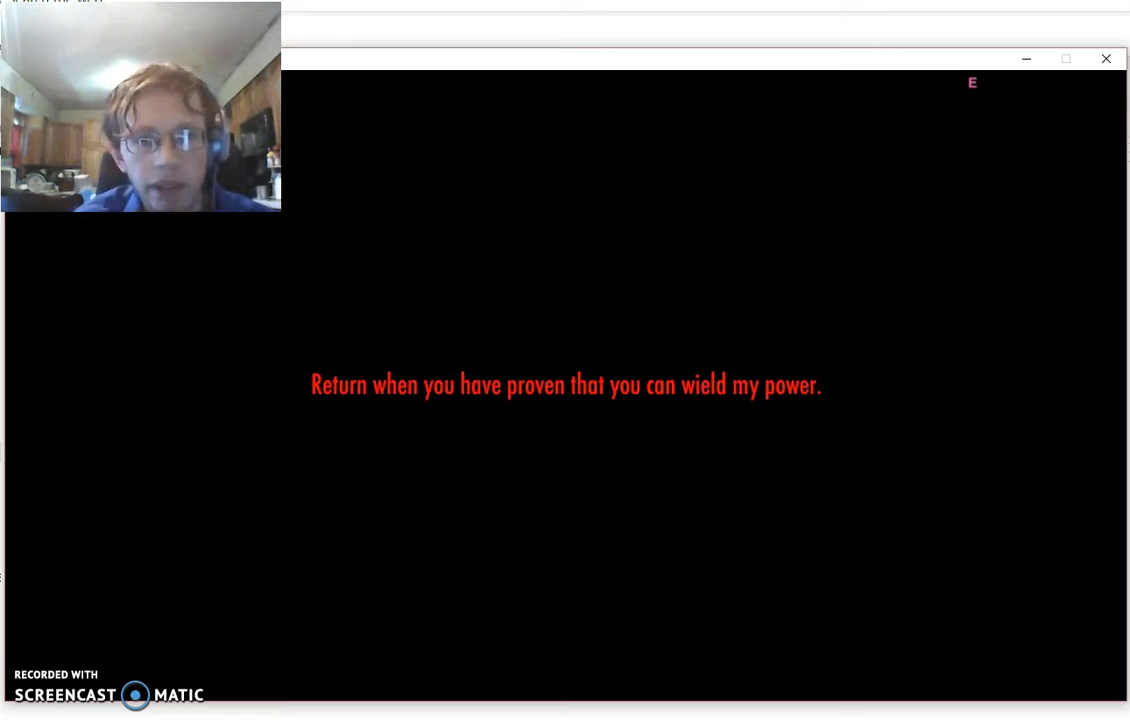 E
Return when you have proven that you can wield my power.
RECORDED WITH
SCREENCAST MATIC